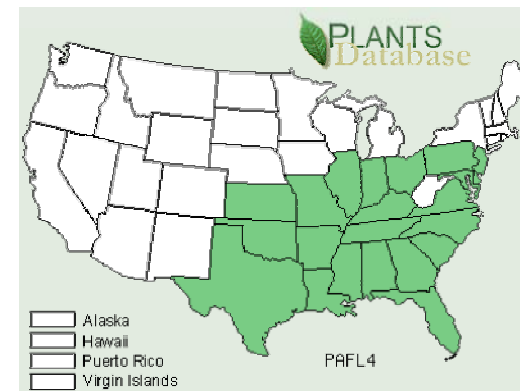 PLANTS
Database
Alaska
Hawaii
Puerto Rico
Virgin Islands
PAFL4